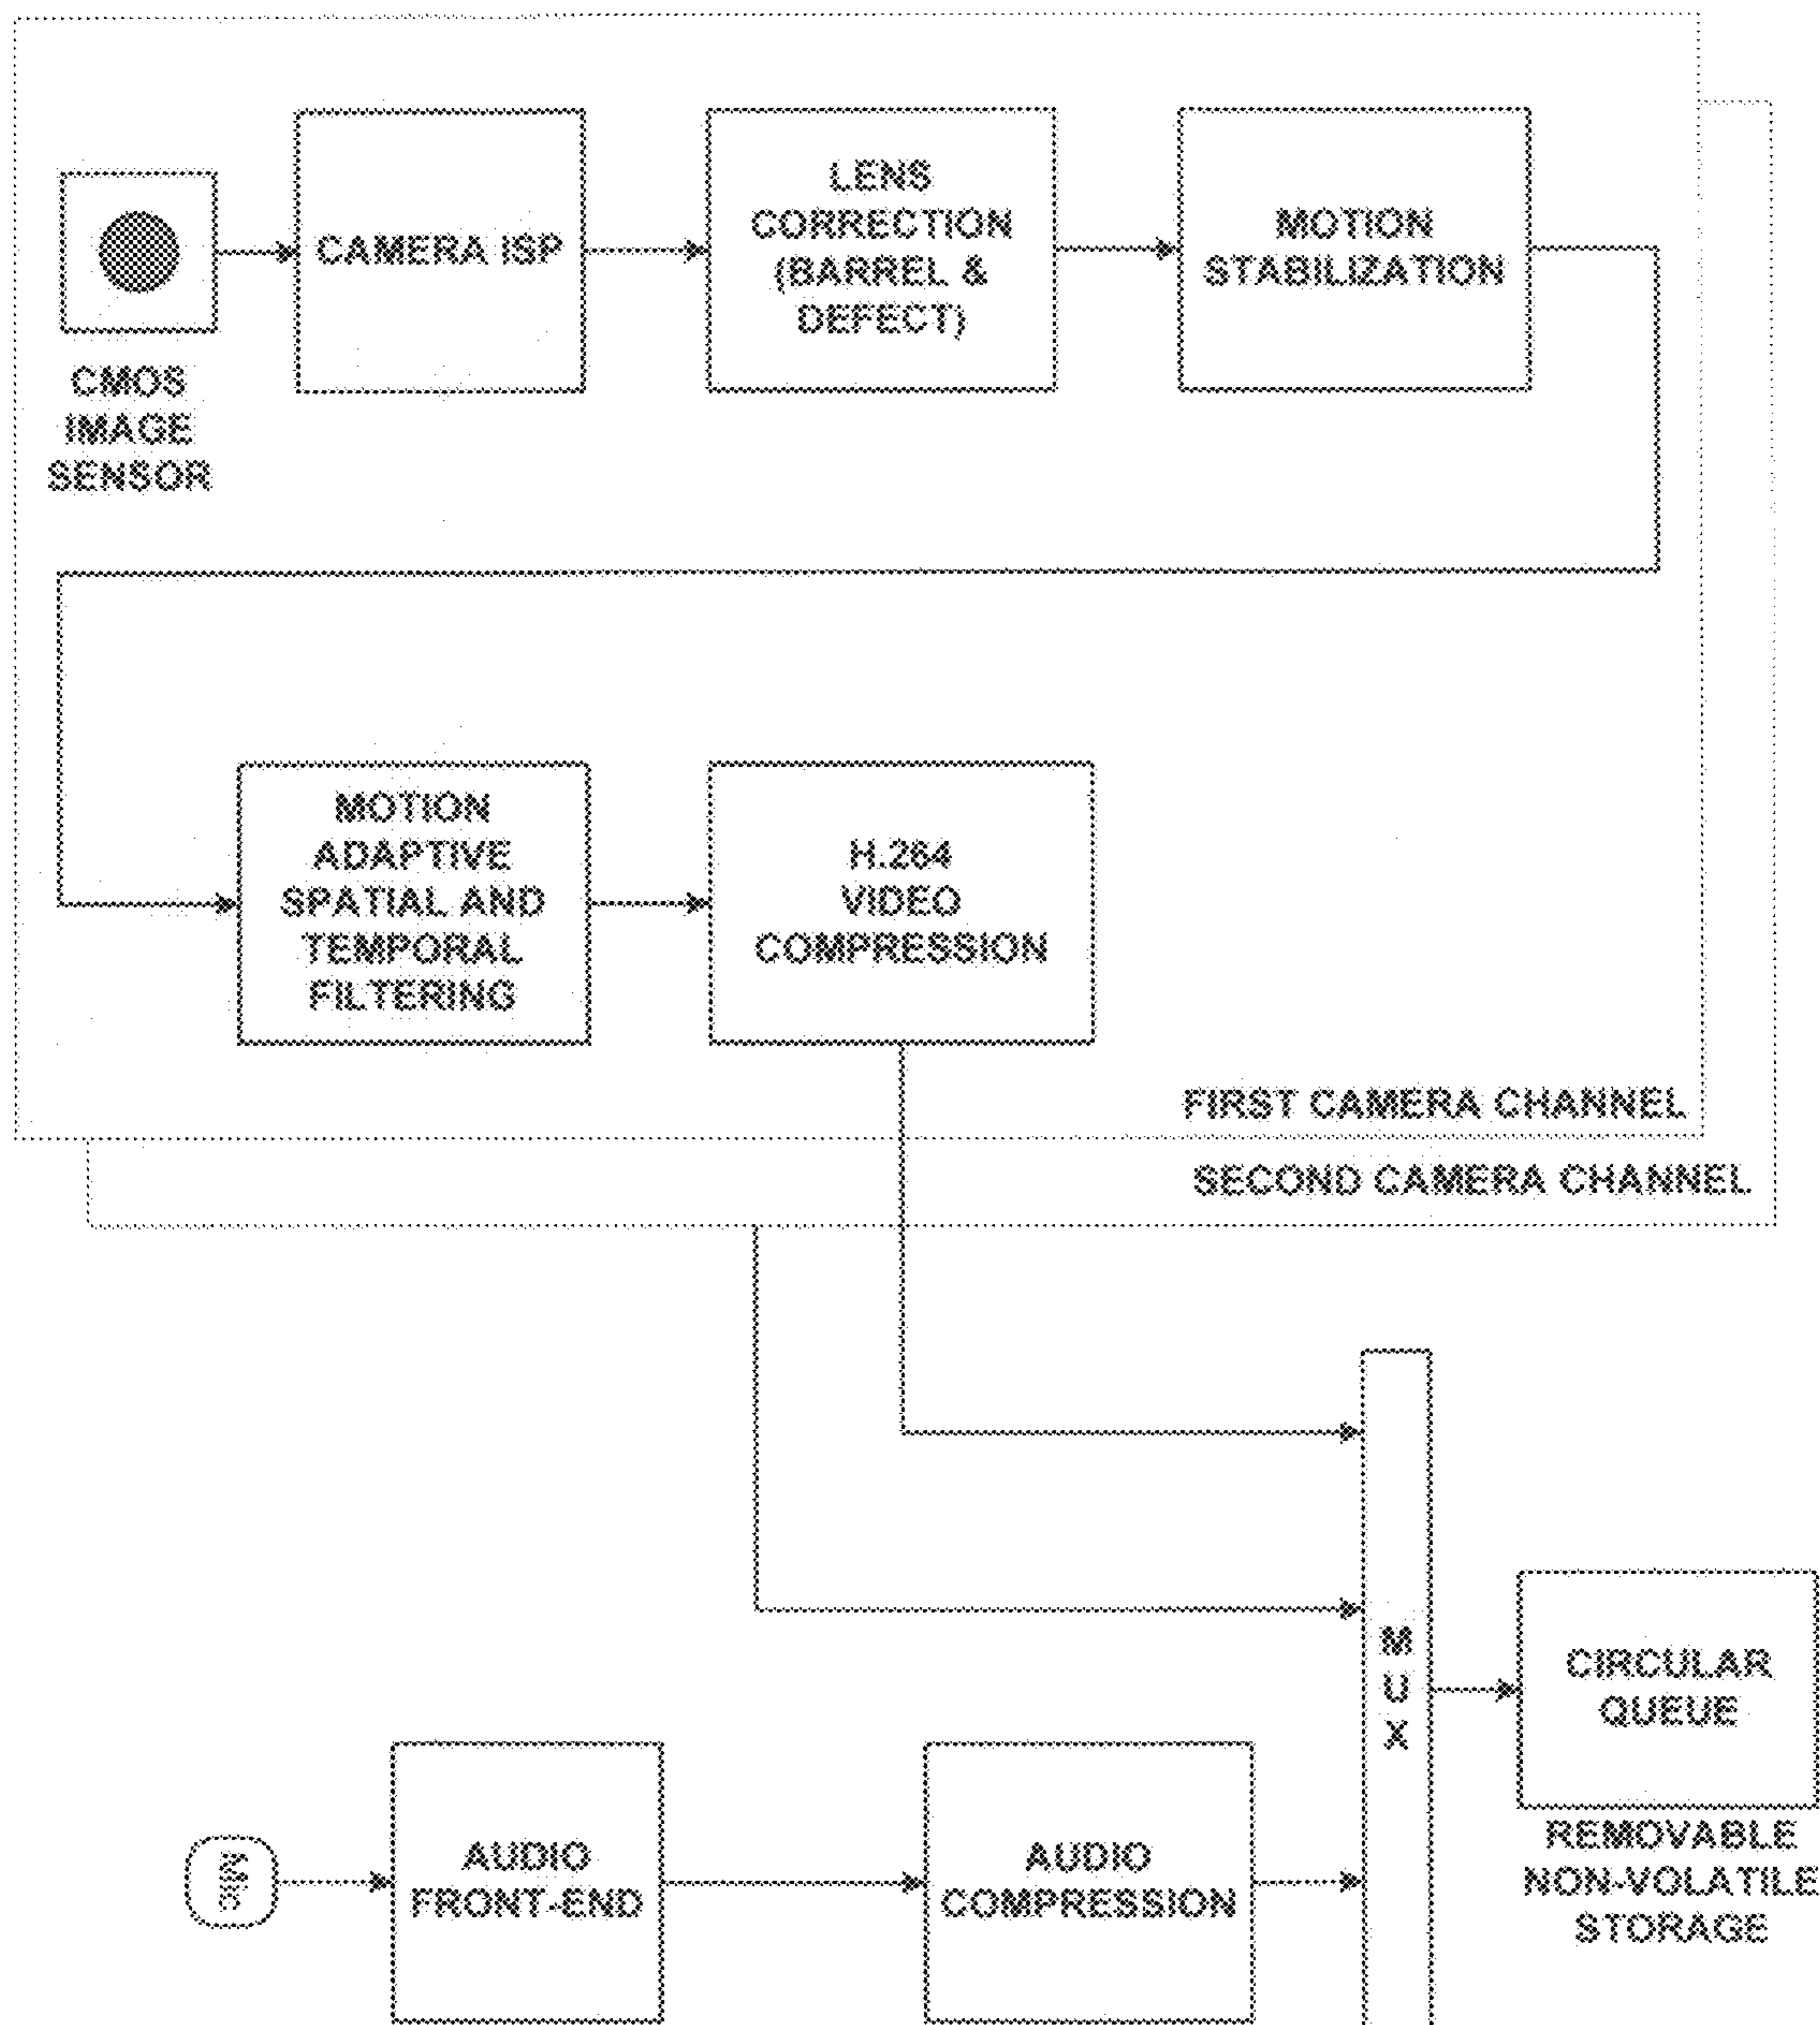 CAMERA ISP
LENS
CORRECTION
(BARREL &
DEFECT)
MOTION
STABILIZATION
CMOS
IMAGE
SENSOR
MOTION
ADAPTIVE
SPATIAL AND
TEMPORAL
FILTERING
H.264
VIDEO
COMPRESSION
FIRST CAMERA CHANNEL
SECOND CAMERA CHANNEL
M
U
X
CIRCULAR
QUEUE
REMOVABLE
NON-VOLATILE
STORAGE
Mic
AUDIO
FRONT-END
AUDIO
COMPRESSION